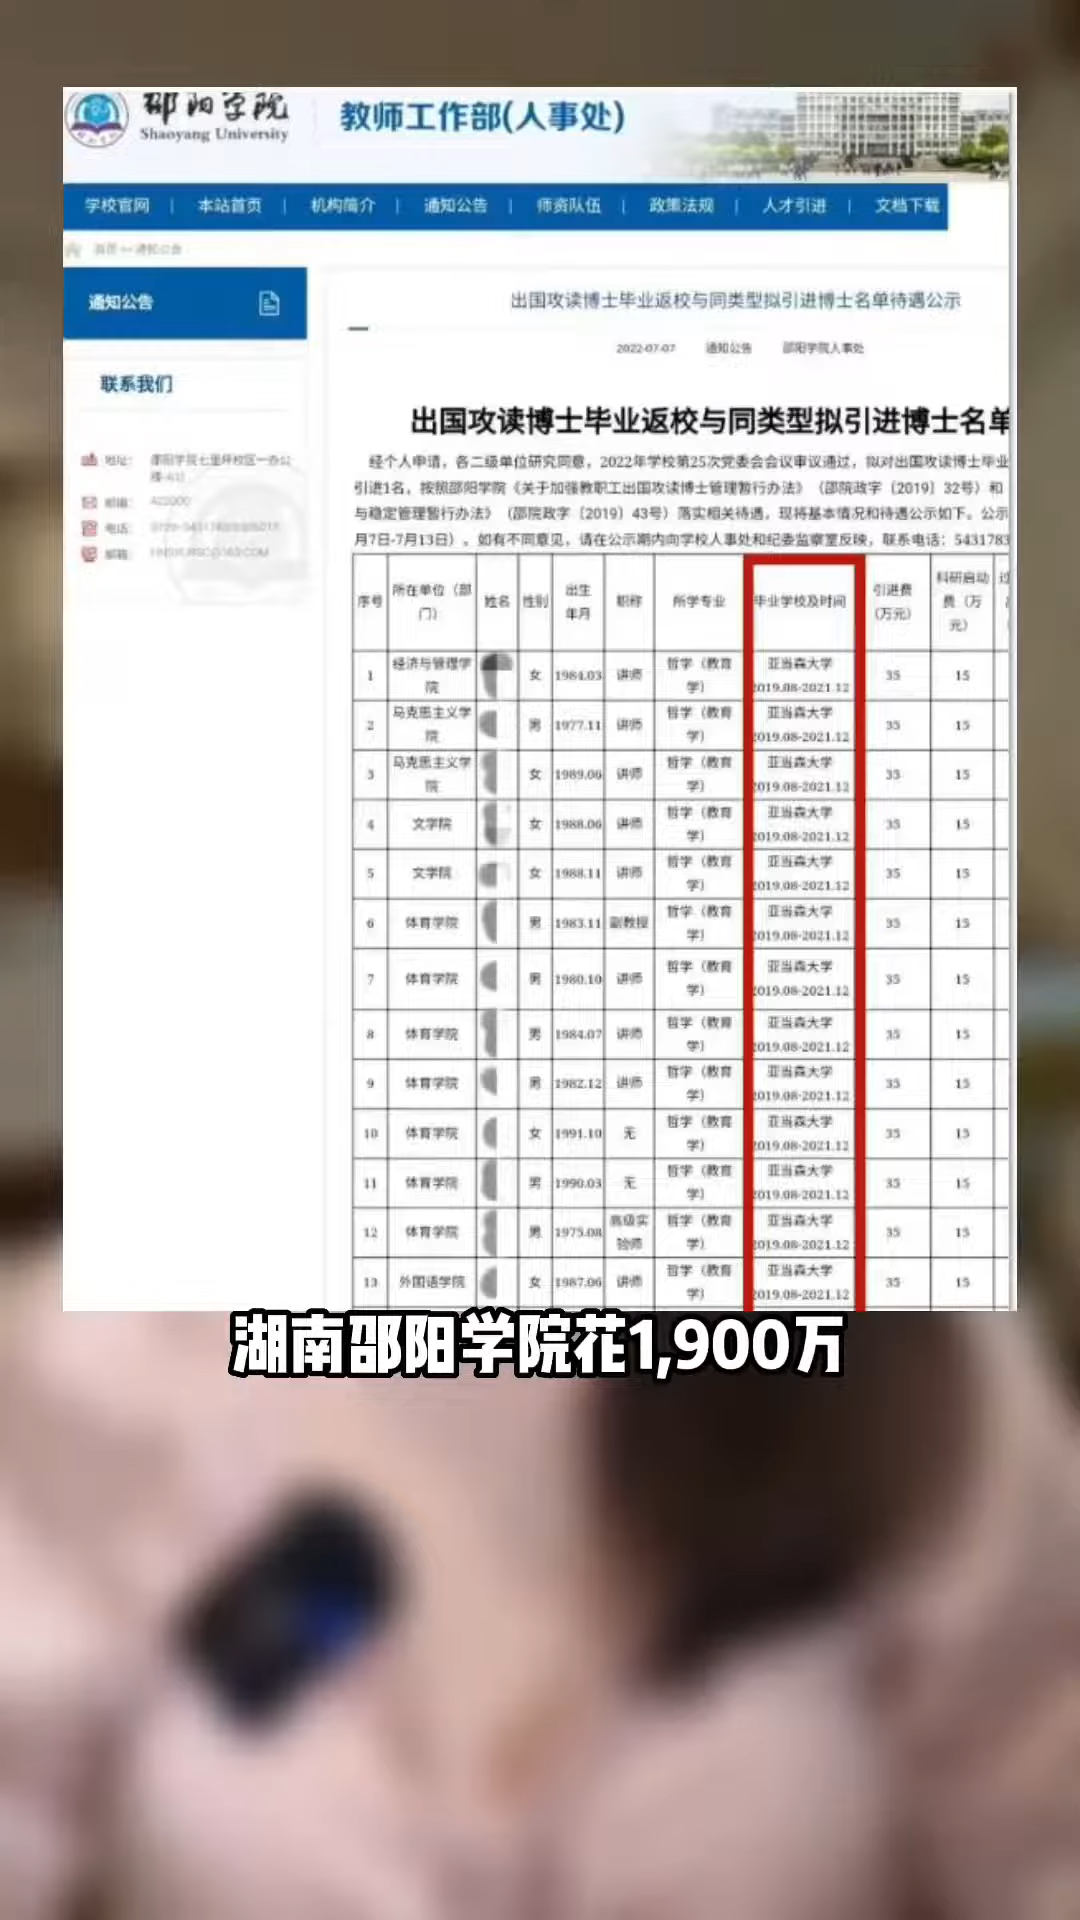 邵阳学院
Shaoyang University
教师工作部(人事处)
学校官网 | 本站首页 | 机构简介 | 通知公告 | 师资队伍 | 政策法规 | 人才引进 | 文档下载
首页 >> 通知公告
通知公告
联系我们
地址: 邵阳学院七里坪校区一办公
邮编: 422000
电话:
邮箱:
出国攻读博士毕业返校与同类型拟引进博士名单待遇公示
2022-07-07 通知公告 邵阳学院人事处
出国攻读博士毕业返校与同类型拟引进博士名单
经个人申请，各二级单位研究同意，2022年学校第25次党委会会议审议通过，拟对出国攻读博士毕业
引进1名，按照邵阳学院《关于加强教职工出国攻读博士管理暂行办法》（邵院政字〔2019〕32号）和
与稳定管理暂行办法》（邵院政字〔2019〕43号）落实相关待遇，现将基本情况和待遇公示如下。公示
月7日-7月13日）。如有不同意见，请在公示期内向学校人事处和纪委监察室反映，联系电话：5431783
序号 所在单位（部门） 姓名 性别 出生年月 职称 所学专业 毕业学校及时间 引进费（万元） 科研启动费（万元） 过
1 经济与管理学院 女 1984.03 讲师 哲学（教育学） 亚当森大学 2019.08-2021.12 35 15
2 马克思主义学院 男 1977.11 讲师 哲学（教育学） 亚当森大学 2019.08-2021.12 35 15
3 马克思主义学院 女 1989.06 讲师 哲学（教育学） 亚当森大学 2019.08-2021.12 35 15
4 文学院 女 1988.06 讲师 哲学（教育学） 亚当森大学 2019.08-2021.12 35 15
5 文学院 女 1988.11 讲师 哲学（教育学） 亚当森大学 2019.08-2021.12 35 15
6 体育学院 男 1983.11 副教授 哲学（教育学） 亚当森大学 2019.08-2021.12 35 15
7 体育学院 男 1980.10 讲师 哲学（教育学） 亚当森大学 2019.08-2021.12 35 15
8 体育学院 男 1984.07 讲师 哲学（教育学） 亚当森大学 2019.08-2021.12 35 15
9 体育学院 男 1982.12 讲师 哲学（教育学） 亚当森大学 2019.08-2021.12 35 15
10 体育学院 女 1991.10 无 哲学（教育学） 亚当森大学 2019.08-2021.12 35 15
11 体育学院 男 1990.03 无 哲学（教育学） 亚当森大学 2019.08-2021.12 35 15
12 体育学院 男 1975.08 高级实验师 哲学（教育学） 亚当森大学 2019.08-2021.12 35 15
13 外国语学院 女 1987.06 讲师 哲学（教育学） 亚当森大学 2019.08-2021.12 35 15
湖南邵阳学院花1,900万